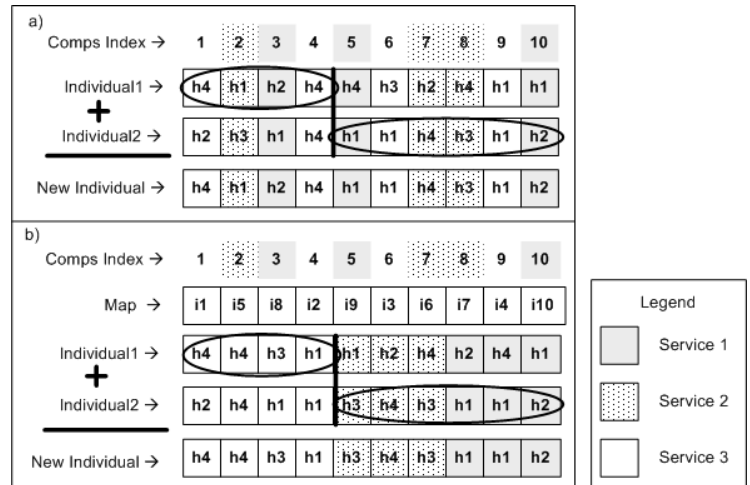 a)
Comps Index → 1 2 3 4 5 6 7 8 9 10
Individual1 → h4 h1 h2 h4 h4 h3 h2 h4 h1 h1
+
Individual2 → h2 h3 h1 h4 h1 h1 h4 h3 h1 h2
New Individual → h4 h1 h2 h4 h1 h1 h4 h3 h1 h2
b)
Comps Index → 1 2 3 4 5 6 7 8 9 10
Map → i1 i5 i8 i2 i9 i3 i6 i7 i4 i10
Individual1 → h4 h4 h3 h1 h1 h2 h4 h2 h4 h1
+
Individual2 → h2 h4 h1 h1 h3 h4 h3 h1 h1 h2
New Individual → h4 h4 h3 h1 h3 h4 h3 h1 h1 h2
Legend
Service 1
Service 2
Service 3